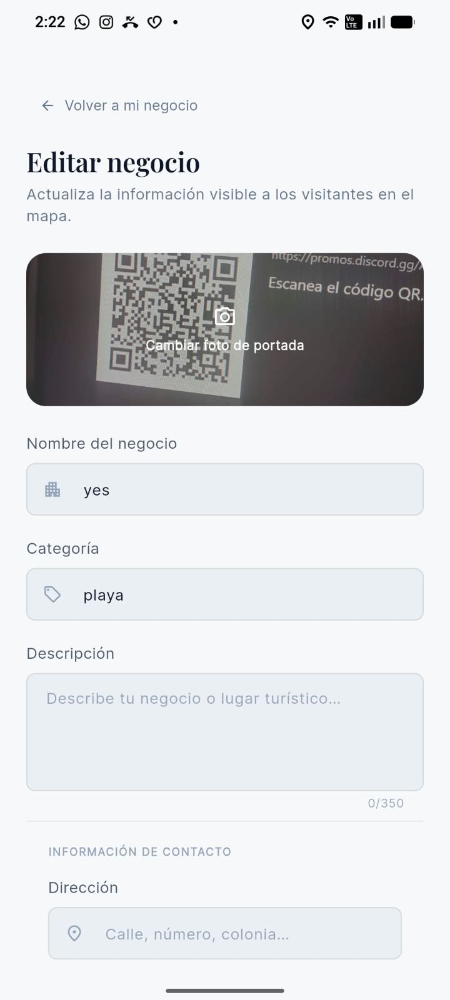 2:22
Vo
LTE
Volver a mi negocio
Editar negocio
Actualiza la información visible a los visitantes en el
mapa.
https://promos.discord.gg/
Escanea el código QR.
Cambiar foto de portada
Nombre del negocio
yes
Categoría
playa
Descripción
Describe tu negocio o lugar turístico...
0/350
INFORMACIÓN DE CONTACTO
Dirección
Calle, número, colonia...